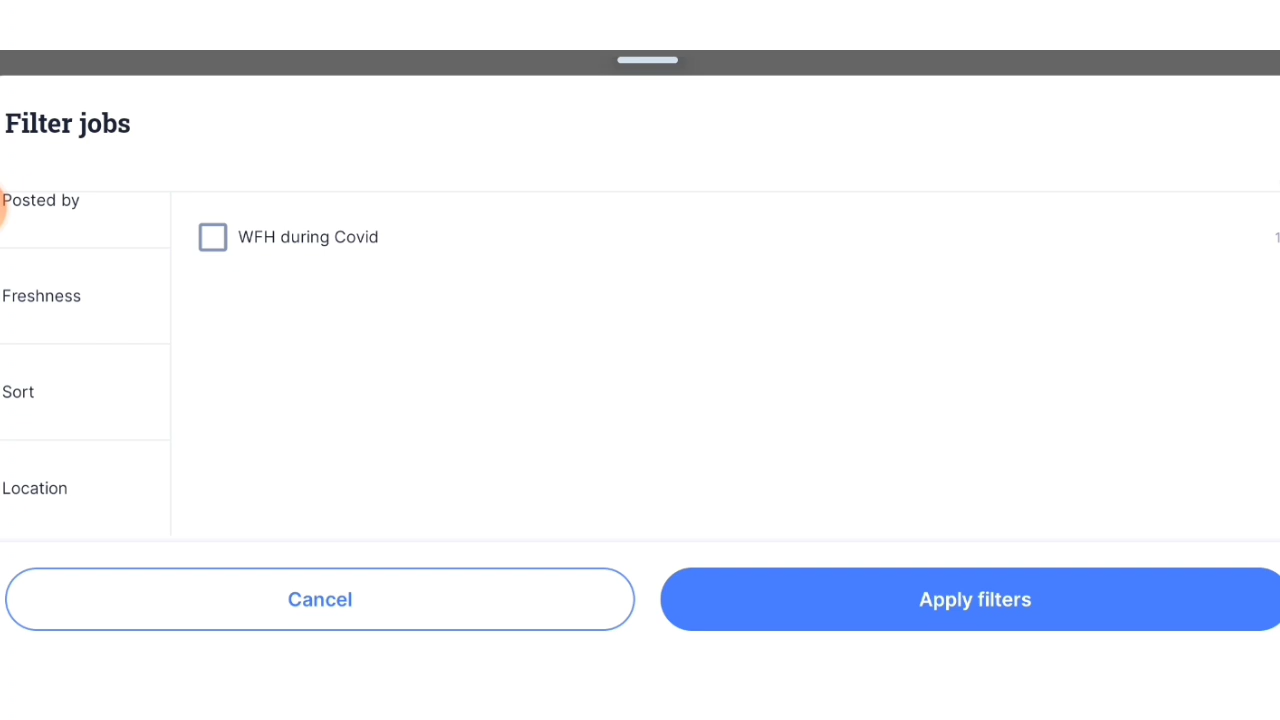 Filter jobs
Posted by
WFH during Covid
Freshness
Sort
Location
Cancel
Apply filters